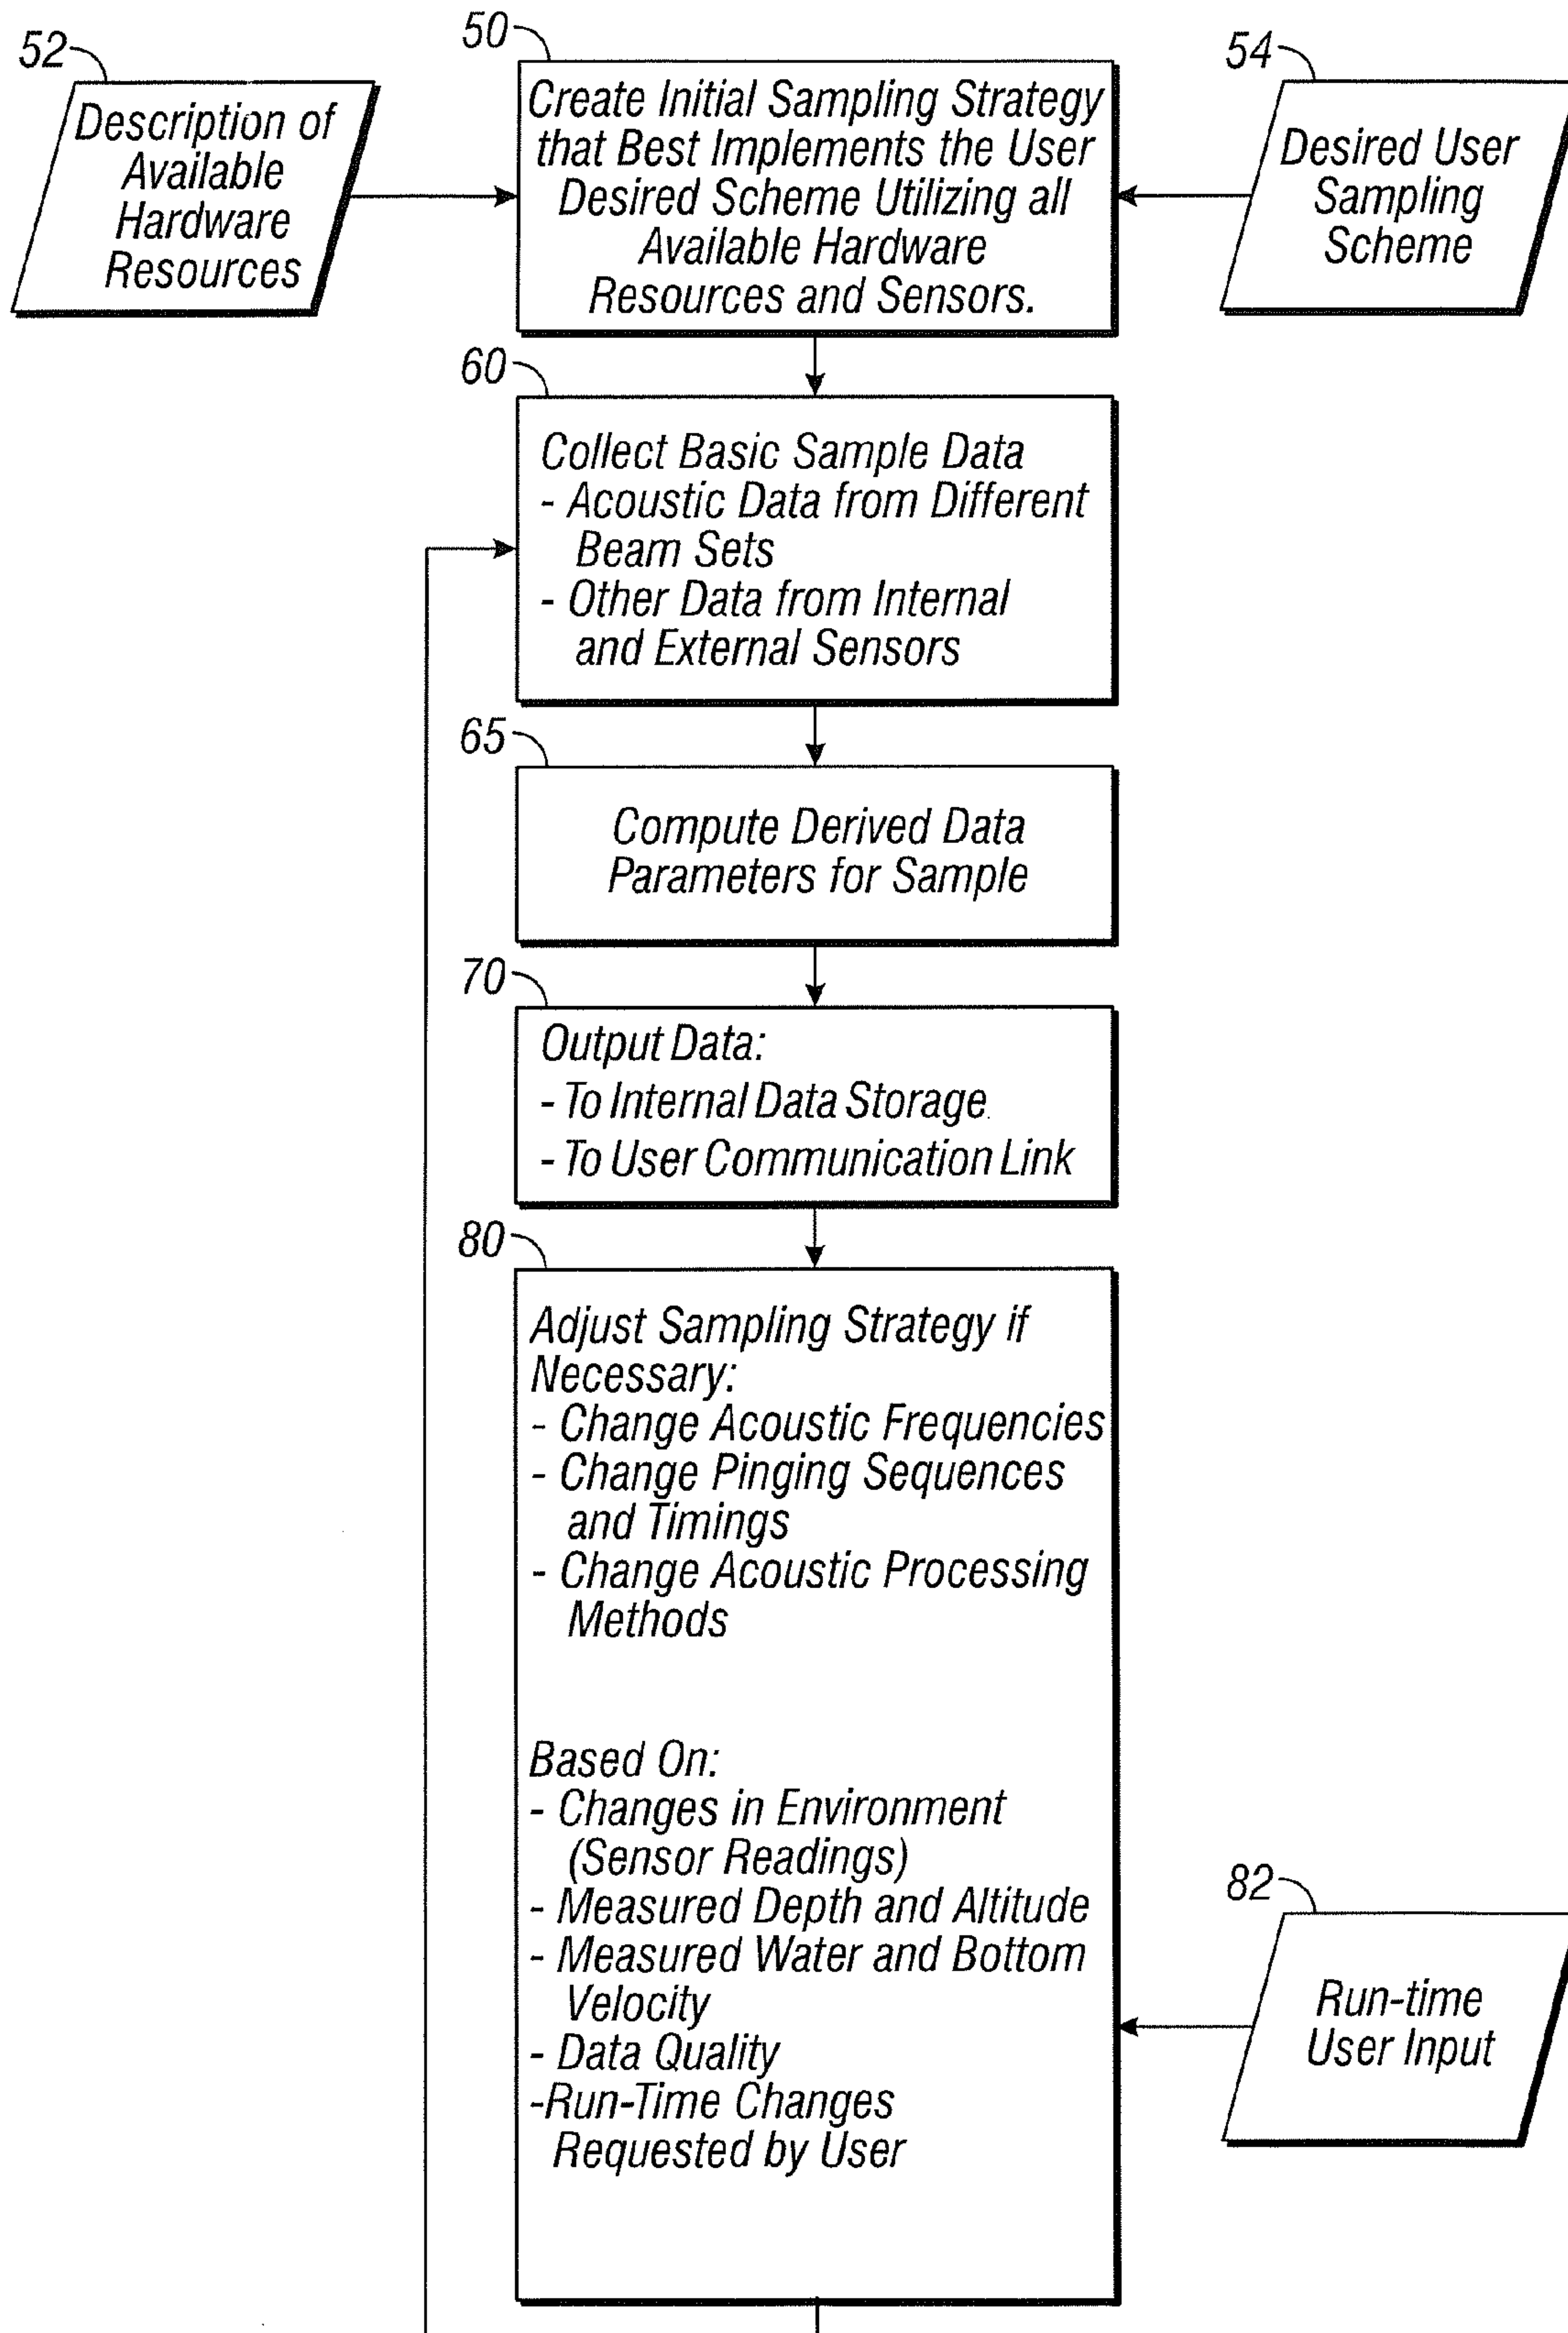 52
Description of
Available
Hardware
Resources
50
Create Initial Sampling Strategy
that Best Implements the User
Desired Scheme Utilizing all
Available Hardware
Resources and Sensors.
54
Desired User
Sampling
Scheme
60
Collect Basic Sample Data
- Acoustic Data from Different
Beam Sets
- Other Data from Internal
and External Sensors
65
Compute Derived Data
Parameters for Sample
70
Output Data:
- To Internal Data Storage
- To User Communication Link
80
Adjust Sampling Strategy if
Necessary:
- Change Acoustic Frequencies
- Change Pinging Sequences
and Timings
- Change Acoustic Processing
Methods
Based On:
- Changes in Environment
(Sensor Readings)
- Measured Depth and Altitude
- Measured Water and Bottom
Velocity
- Data Quality
-Run-Time Changes
Requested by User
82
Run-time
User Input